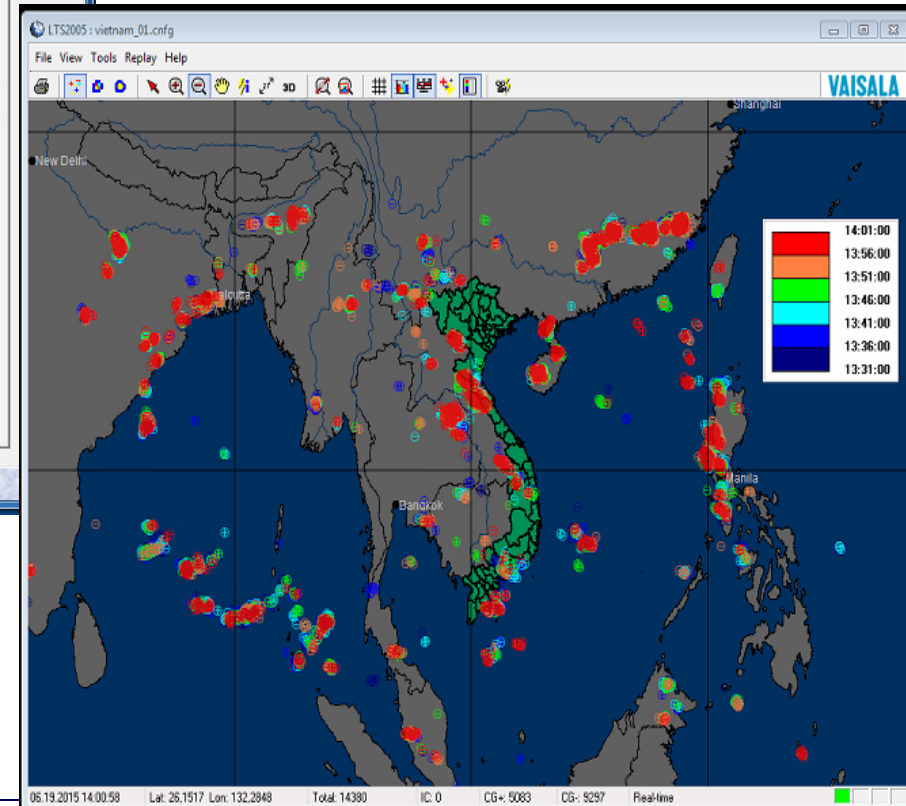 LTS2005 : vietnam_01.cnfg
File View Tools Replay Help
3D
VAISALA
Shanghai
New Delhi
14:01:00
13:56:00
13:51:00
13:46:00
13:41:00
13:36:00
13:31:00
Calcutta
Manila
Bangkok
06.19.2015 14:00:58 Lat: 26,1517 Lon: 132,2848 Total: 14380 IC: 0 CG+: 5083 CG-: 9297 Real-time